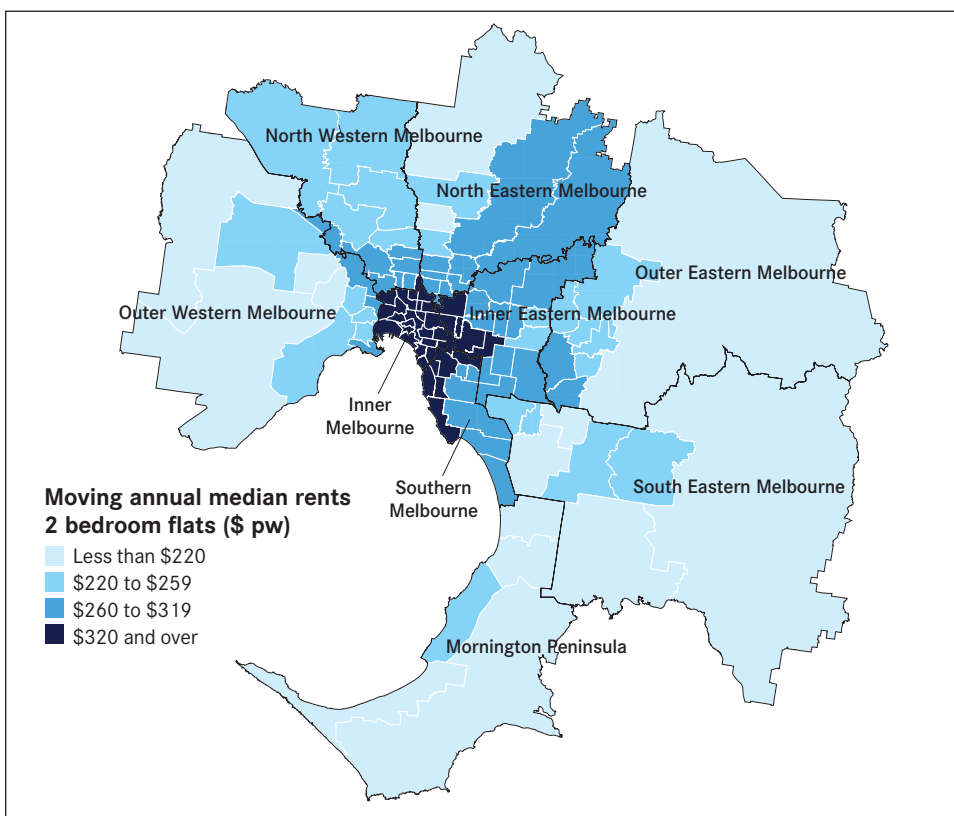 North Western Melbourne
North Eastern Melbourne
Outer Eastern Melbourne
Outer Western Melbourne
Inner Eastern Melbourne
Inner
Melbourne
Southern
Melbourne
South Eastern Melbourne
Moving annual median rents
2 bedroom flats ($ pw)
Less than $220
$220 to $259
$260 to $319
$320 and over
Mornington Peninsula